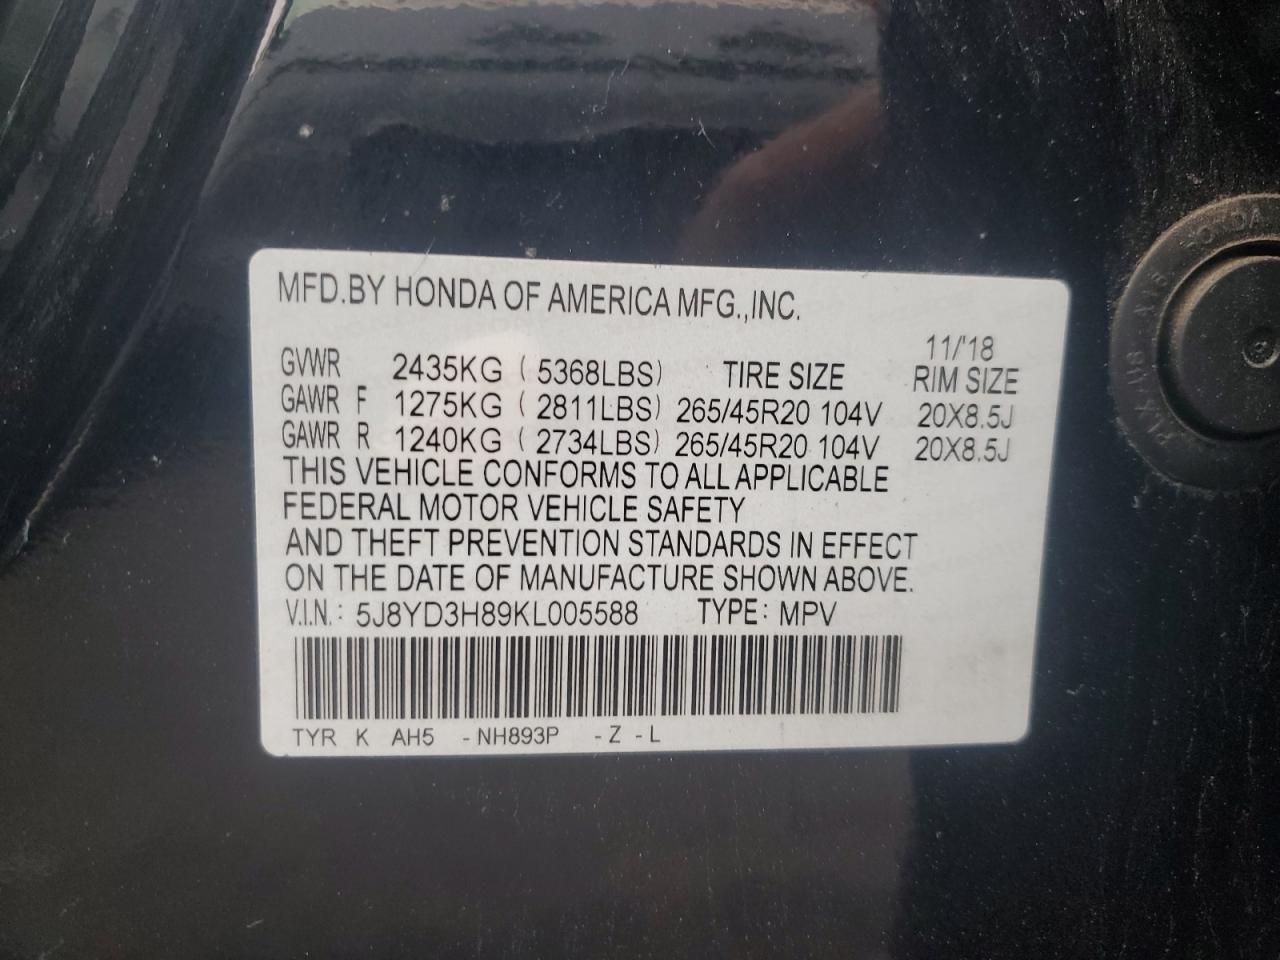 MFD.BY HONDA OF AMERICA MFG.,INC.
11/'18
GVWR 2435KG ( 5368LBS) TIRE SIZE RIM SIZE
GAWR F 1275KG ( 2811LBS) 265/45R20 104V 20X8.5J
GAWR R 1240KG ( 2734LBS) 265/45R20 104V 20X8.5J
THIS VEHICLE CONFORMS TO ALL APPLICABLE
FEDERAL MOTOR VEHICLE SAFETY
AND THEFT PREVENTION STANDARDS IN EFFECT
ON THE DATE OF MANUFACTURE SHOWN ABOVE.
V.I.N.: 5J8YD3H89KL005588 TYPE: MPV
TYR K AH5 -NH893P -Z -L
HONDA